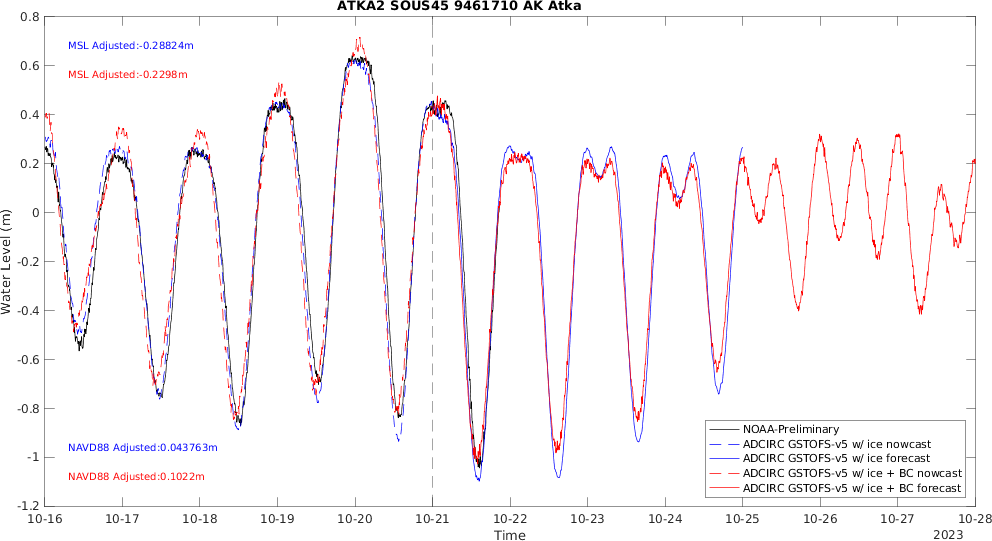 ATKA2 SOUS45 9461710 AK Atka
0.8
0.6
0.4
0.2
0
-0.2
-0.4
-0.6
-0.8
-1
-1.2
Water Level (m)
MSL Adjusted:-0.28824m
MSL Adjusted:-0.2298m
NAVD88 Adjusted:0.043763m
NAVD88 Adjusted:0.1022m
NOAA-Preliminary
ADCIRC GSTOFS-v5 w/ ice nowcast
ADCIRC GSTOFS-v5 w/ ice forecast
ADCIRC GSTOFS-v5 w/ ice + BC nowcast
ADCIRC GSTOFS-v5 w/ ice + BC forecast
10-16 10-17 10-18 10-19 10-20 10-21 10-22 10-23 10-24 10-25 10-26 10-27 10-28
Time
2023